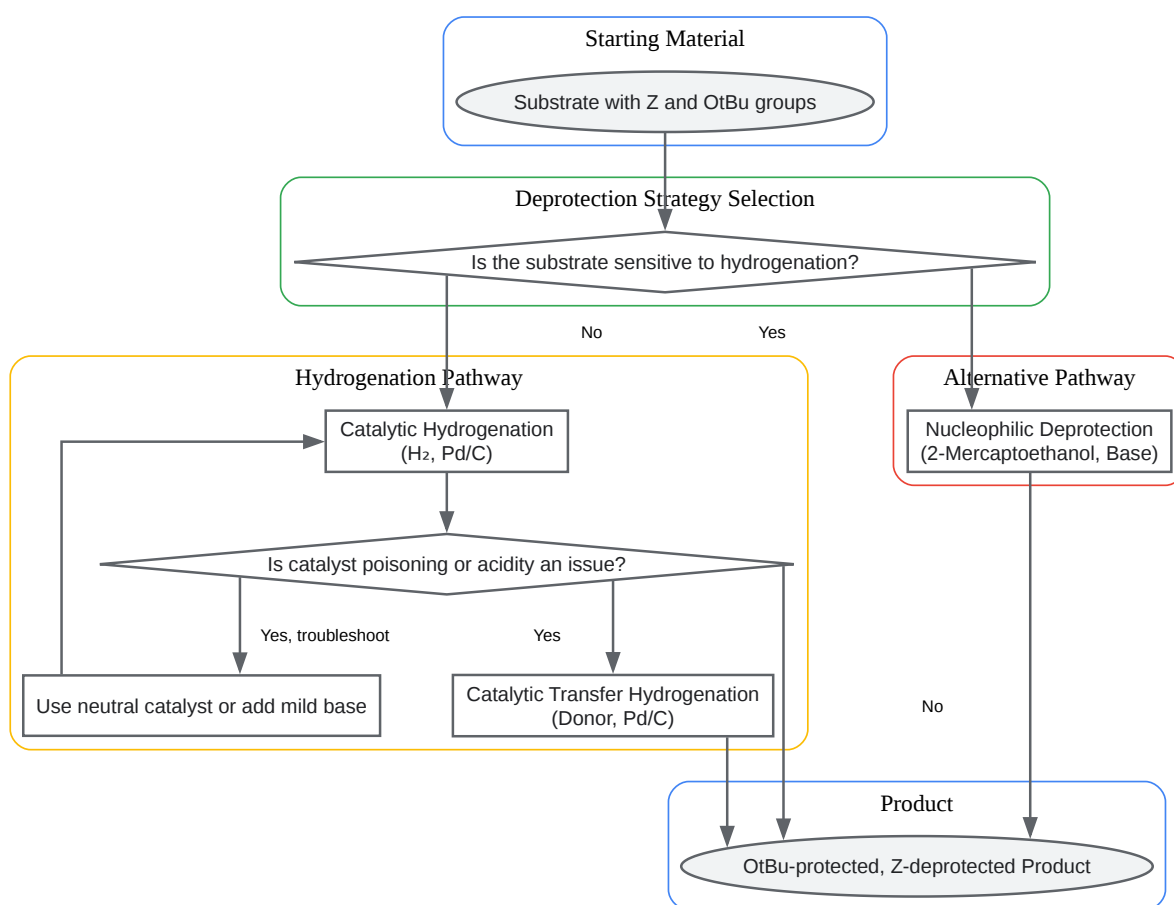 Starting Material
Substrate with Z and OtBu groups
Deprotection Strategy Selection
Is the substrate sensitive to hydrogenation?
No
Yes
Hydrogenation Pathway
Alternative Pathway
Catalytic Hydrogenation
(H₂, Pd/C)
Nucleophilic Deprotection
(2-Mercaptoethanol, Base)
Is catalyst poisoning or acidity an issue?
Yes, troubleshoot
Yes
Use neutral catalyst or add mild base
Catalytic Transfer Hydrogenation
(Donor, Pd/C)
No
Product
OtBu-protected, Z-deprotected Product